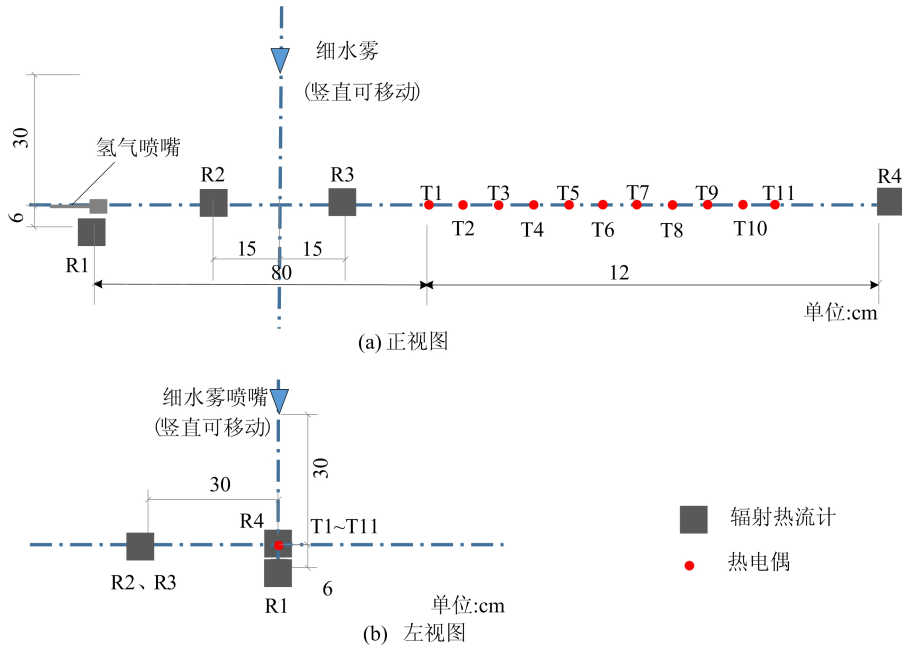 细水雾
(竖直可移动)
30
氢气喷嘴
R2
R3
T1
T3
T5
T7
T9
T11
R4
6
T2
T4
T6
T8
T10
R1
15
15
80
12
单位:cm
(a) 正视图
细水雾喷嘴
(竖直可移动)
30
30
R4
T1~T11
辐射热流计
R2、R3
6
热电偶
R1
单位:cm
(b) 左视图